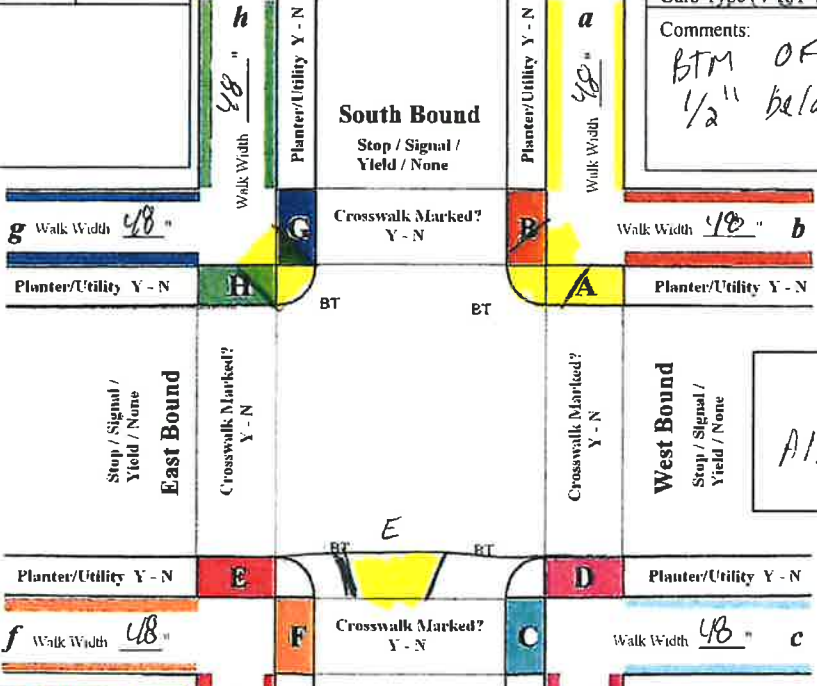 h
a
Planter/Utility Y - N
Planter/Utility Y - N
Walk Width 48 "
Walk Width 48 "
Comments:
BTM
1/2"
South Bound
Stop / Signal /
Yield / None
g Walk Width 48 "
G
Crosswalk Marked?
Y - N
B
Walk Width 48 " b
Planter/Utility Y - N
H
BT
BT
A
Planter/Utility Y - N
Stop / Signal /
Yield / None
East Bound
Crosswalk Marked?
Y - N
Crosswalk Marked?
Y - N
West Bound
Stop / Signal /
Yield / None
E
BT
BT
Planter/Utility Y - N
E
D
Planter/Utility Y - N
f Walk Width 48 "
F
Crosswalk Marked?
Y - N
C
Walk Width 48 " c